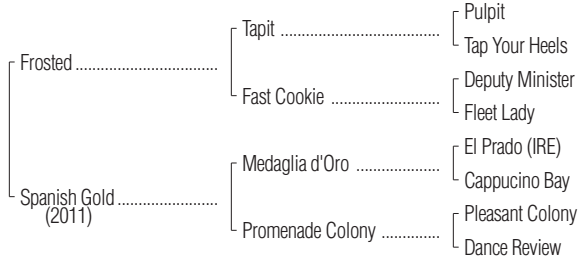 Pulpit
Tapit
Tap Your Heels
Frosted
Deputy Minister
Fast Cookie
Fleet Lady
El Prado (IRE)
Medaglia d'Oro
Cappucino Bay
Spanish Gold
(2011)
Pleasant Colony
Promenade Colony
Dance Review